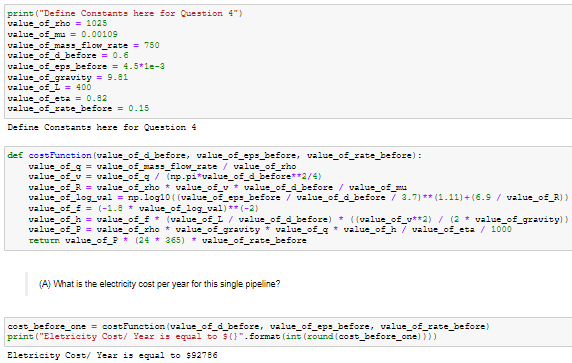 print("Define Constants here for Question 4")
value_of_rho = 1025
value_of_mu = 0.00109
value_of_mass_flow_rate = 750
value_of_d_before = 0.6
value_of_eps_before = 4.5*1e-3
value_of_gravity = 9.81
value_of_L = 400
value_of_eta = 0.82
value_of_rate_before = 0.15
Define Constants here for Question 4
def costFunction(value_of_d_before, value_of_eps_before, value_of_rate_before):
value_of_q = value_of_mass_flow_rate / value_of_rho
value_of_v = value_of_q / (np.pi*value_of_d_before**2/4)
value_of_R = value_of_rho * value_of_v * value_of_d_before / value_of_mu
value_of_log_val = np.log10((value_of_eps_before / value_of_d_before / 3.7)**(1.11)+(6.9 / value_of_R))
value_of_f = (-1.8 * value_of_log_val)**(-2)
value_of_h = value_of_f * (value_of_L / value_of_d_before) * ((value_of_v**2) / (2 * value_of_gravity))
value_of_P = value_of_rho * value_of_gravity * value_of_q * value_of_h / value_of_eta / 1000
return value_of_P * (24 * 365) * value_of_rate_before
(A) What is the electricity cost per year for this single pipeline?
cost_before_one = costFunction(value_of_d_before, value_of_eps_before, value_of_rate_before)
print("Eletricity Cost/ Year is equal to ${}".format(int(round(cost_before_one))))
Eletricity Cost/ Year is equal to $92786